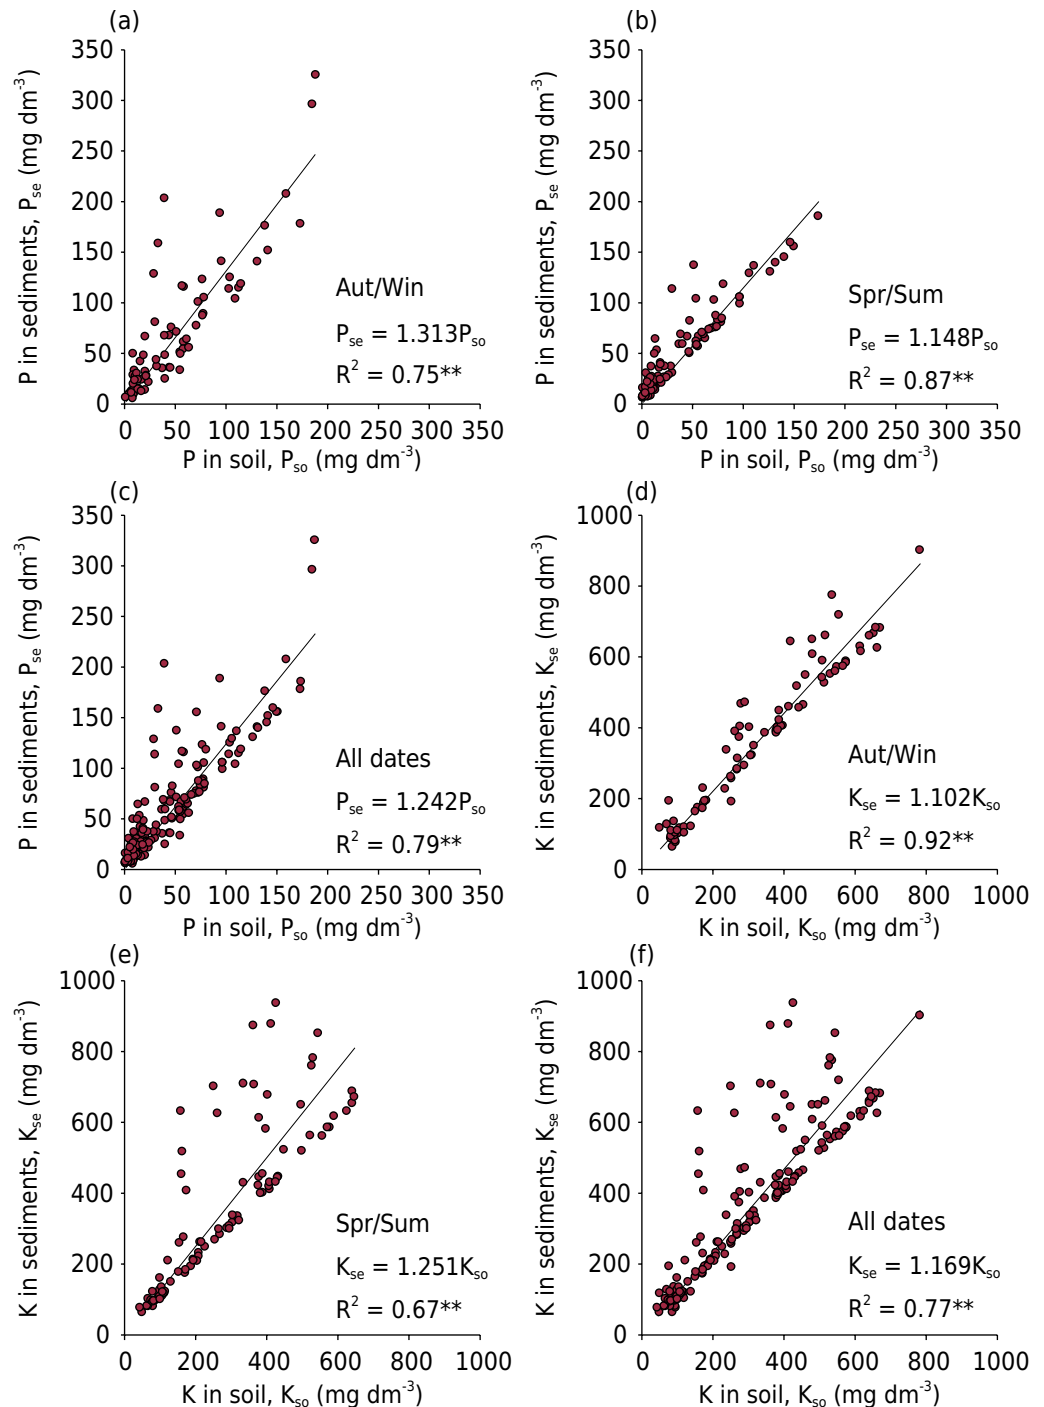 (a)
350
300
250
200
150
100
50
0
P in sediments, Pse (mg dm-3)
Aut/Win
Pse = 1.313Pso
R2 = 0.75**
0 50 100 150 200 250 300 350
P in soil, Pso (mg dm-3)
(b)
350
300
250
200
150
100
50
0
P in sediments, Pse (mg dm-3)
Spr/Sum
Pse = 1.148Pso
R2 = 0.87**
0 50 100 150 200 250 300 350
P in soil, Pso (mg dm-3)
(c)
350
300
250
200
150
100
50
0
P in sediments, Pse (mg dm-3)
All dates
Pse = 1.242Pso
R2 = 0.79**
0 50 100 150 200 250 300 350
P in soil, Pso (mg dm-3)
(d)
1000
800
600
400
200
0
K in sediments, Kse (mg dm-3)
Aut/Win
Kse = 1.102Kso
R2 = 0.92**
0 200 400 600 800 1000
K in soil, Kso (mg dm-3)
(e)
1000
800
600
400
200
0
K in sediments, Kse (mg dm-3)
Spr/Sum
Kse = 1.251Kso
R2 = 0.67**
0 200 400 600 800 1000
K in soil, Kso (mg dm-3)
(f)
1000
800
600
400
200
0
K in sediments, Kse (mg dm-3)
All dates
Kse = 1.169Kso
R2 = 0.77**
0 200 400 600 800 1000
K in soil, Kso (mg dm-3)